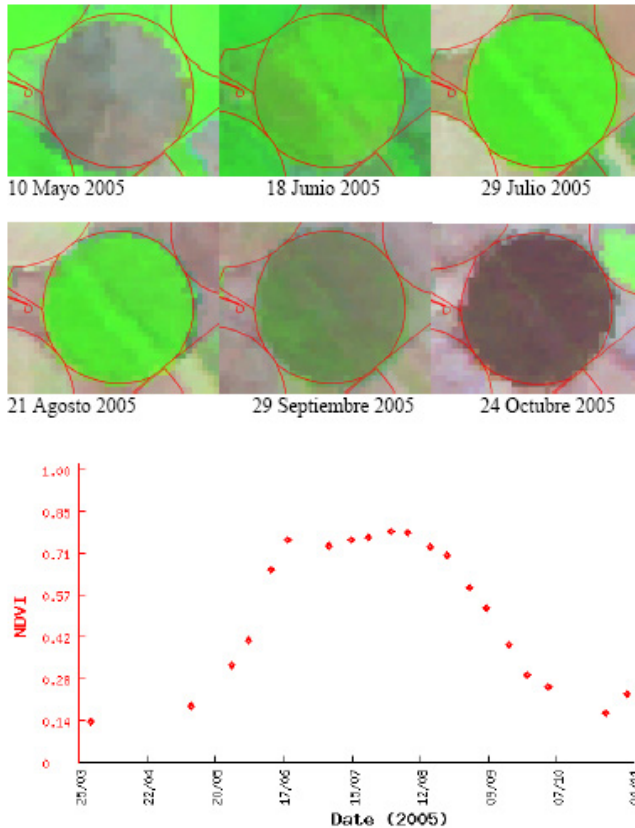 10 Mayo 2005
18 Junio 2005
29 Julio 2005
21 Agosto 2005
29 Septiembre 2005
24 Octubre 2005
1.00
0.85
0.71
0.57
0.42
0.28
0.14
0
NDVI
25/03
22/04
20/05
17/06
15/07
12/08
09/09
07/10
Date (2005)